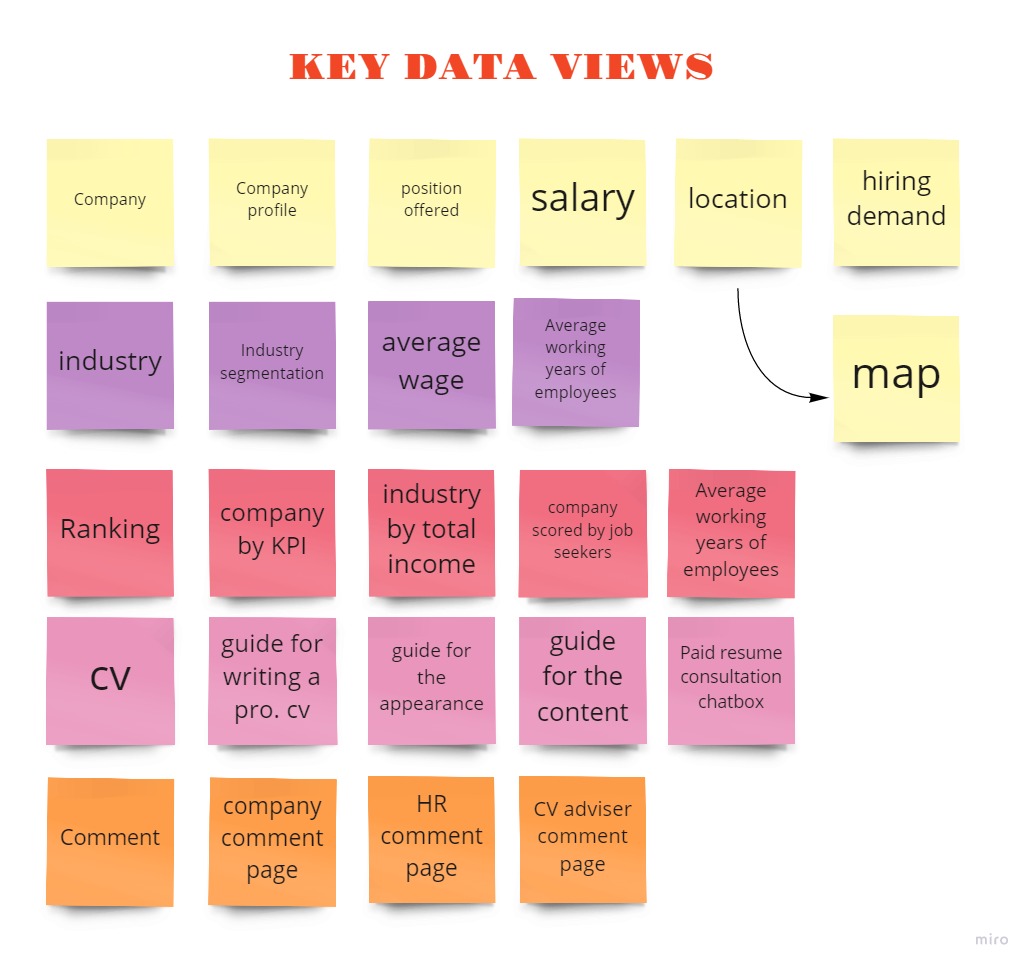 KEY DATA VIEWS
Company
Company
profile
position
offered
salary
location
hiring
demand
industry
Industry
segmentation
average
wage
Average
working
years of
employees
map
Ranking
company
by KPI
industry
by total
income
company
scored by job
seekers
Average
working
years of
employees
CV
guide for
writing a
pro. cv
guide for
the
appearance
guide
for the
content
Paid resume
consultation
chatbox
Comment
company
comment
page
HR
comment
page
CV adviser
comment
page
miro